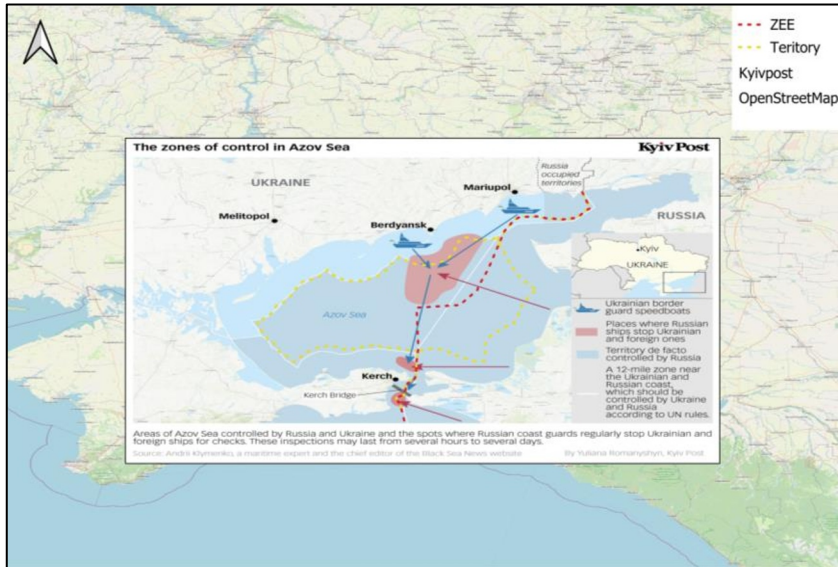 ZEE
Teritory
Kyivpost
OpenStreetMap
The zones of control in Azov Sea
Kyiv Post
Russia
occupied
territories
UKRAINE
Mariupol
Melitopol
Berdyansk
RUSSIA
Kyiv
UKRAINE
Azov Sea
Ukrainian border
guard speedboats
Places where Russian
ships stop Ukrainian
and foreign ones
Territory de facto
controlled by Russia
A 12-mile zone near
the Ukrainian and
Russian coast,
which should be
controlled by Ukraine
and Russia
according to UN rules.
Kerch
Kerch Bridge
Areas of Azov Sea controlled by Russia and Ukraine and the spots where Russian coast guards regularly stop Ukrainian and
foreign ships for checks. These inspections may last from several hours to several days.
Source: Andrii Klymenko, a maritime expert and the chief editor of the Black Sea News website
By Yuliana Romanyshyn, Kyiv Post